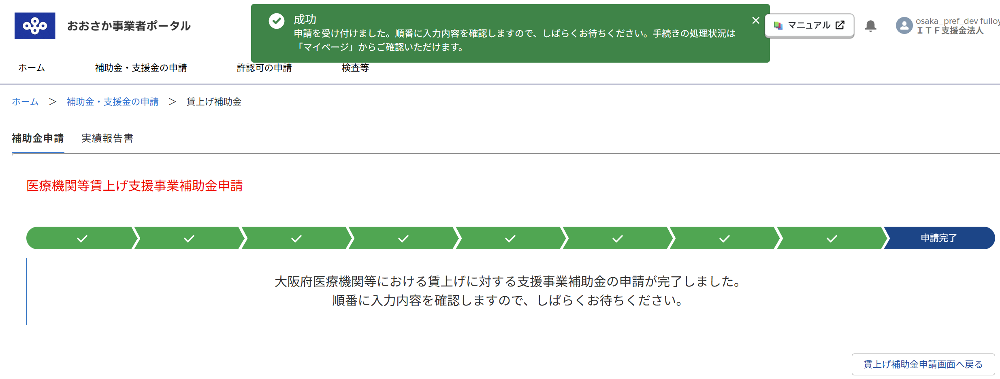 おおさか事業者ポータル
成功
申請を受け付けました。順番に入力内容を確認しますので、しばらくお待ちください。手続きの処理状況は
「マイページ」からご確認いただけます。
マニュアル
osaka_pref_dev fulloy
ＩＴＦ支援金法人
ホーム 補助金・支援金の申請 許認可の申請 検査等
ホーム ＞ 補助金・支援金の申請 ＞ 賃上げ補助金
補助金申請 実績報告書
医療機関等賃上げ支援事業補助金申請
申請完了
大阪府医療機関等における賃上げに対する支援事業補助金の申請が完了しました。
順番に入力内容を確認しますので、しばらくお待ちください。
賃上げ補助金申請画面へ戻る